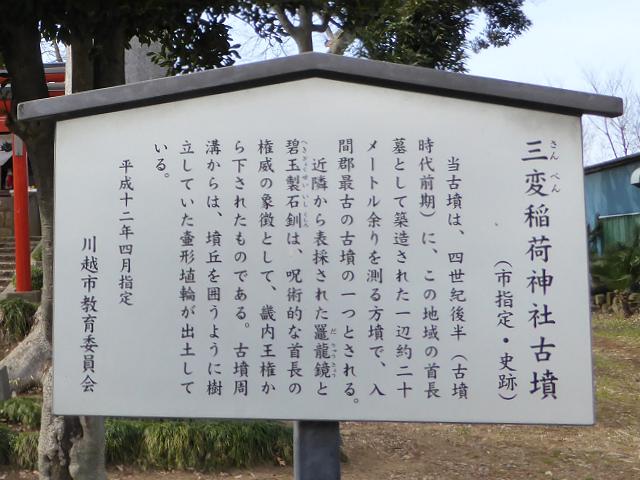 三変稲荷神社古墳
（市指定・史跡）
当古墳は、四世紀後半（古墳
時代前期）に、この地域の首長
墓として築造された一辺約二十
メートル余りを測る方墳で、入
間郡最古の古墳の一つとされる。
近隣から表採された鼉龍鏡と
碧玉製石釧は、呪術的な首長の
権威の象徴として、畿内王権か
ら下されたものである。古墳周
溝からは、墳丘を囲うように樹
立していた壷形埴輪が出土して
いる。
平成十二年四月指定
川越市教育委員会